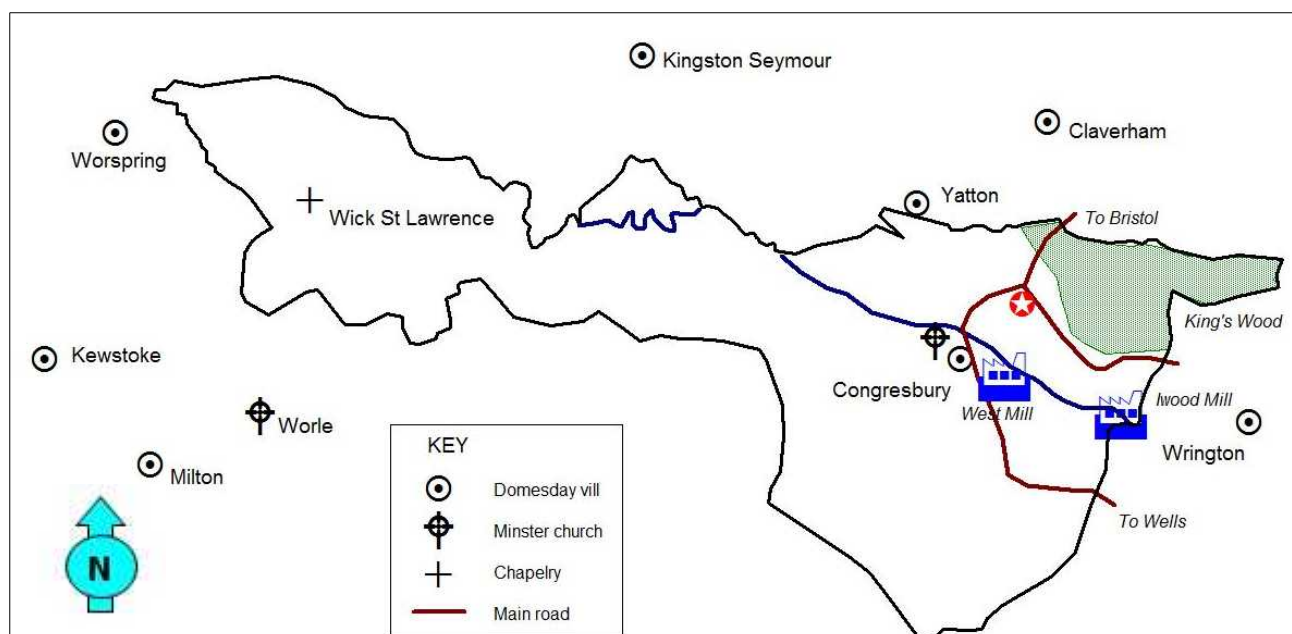 Kingston Seymour
Claverham
Worspring
Yatton
Wick St Lawrence
To Bristol
King's Wood
Kewstoke
Congresbury
West Mill
Iwood Mill
Worle
Wrington
Milton
To Wells
KEY
Domesday vill
Minster church
Chapelry
Main road
N